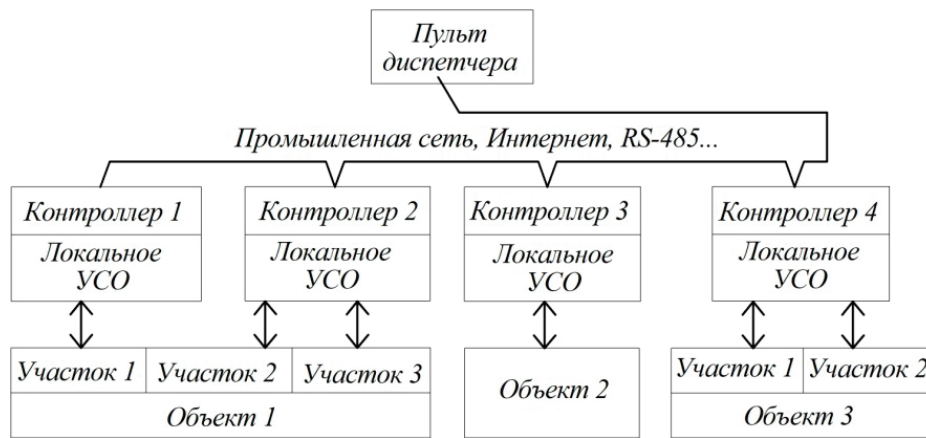 Пульт
диспетчера
Промышленная сеть, Интернет, RS-485...
Контроллер 1
Локальное
УСО
Контроллер 2
Локальное
УСО
Контроллер 3
Локальное
УСО
Контроллер 4
Локальное
УСО
Участок 1
Участок 2
Участок 3
Объект 1
Объект 2
Участок 1
Участок 2
Объект 3